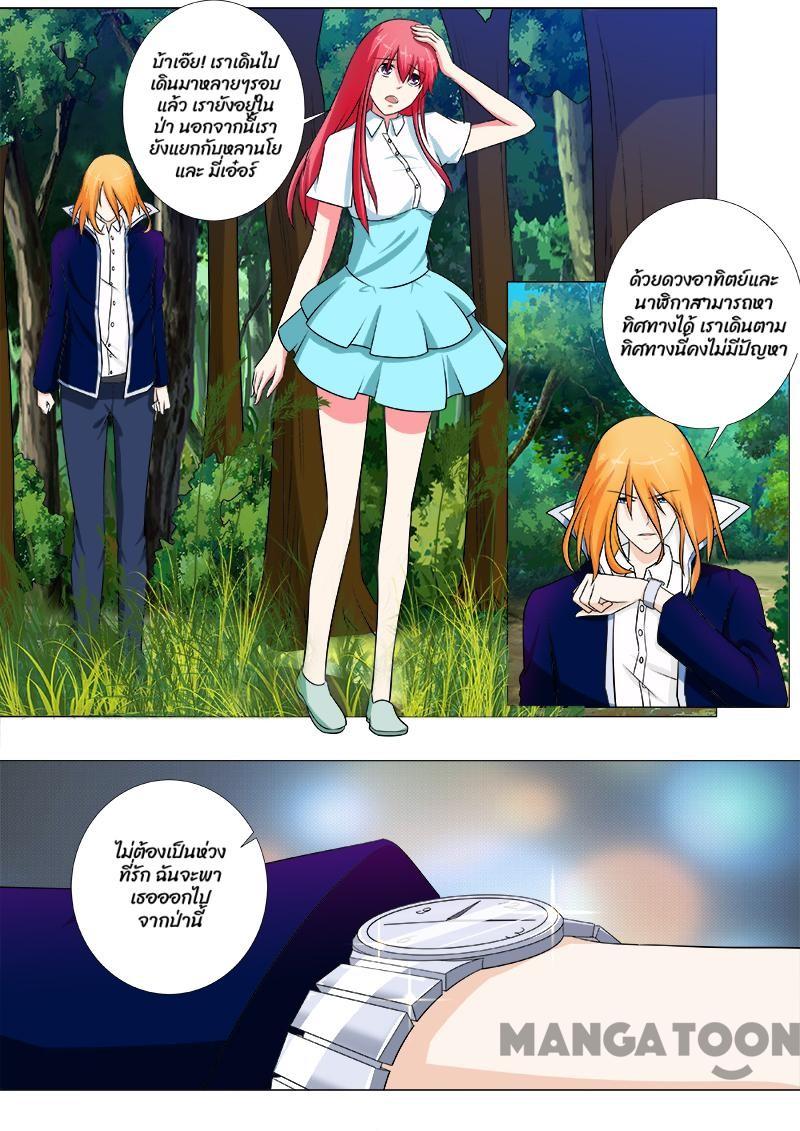 บ้าเอ๊ย! เราเดินไป
เดินมาหลายๆรอบ
แล้ว เรายังอยู่ใน
ป่า นอกจากนี้เรา
ยังแยกกับหลานโย
และ มี่เอ๋อร์
ด้วยดวงอาทิตย์และ
นาฬิกาสามารถหา
ทิศทางได้ เราเดินตาม
ทิศทางนี้คงไม่มีปัญหา
ไม่ต้องเป็นห่วง
ที่รัก ฉันจะพา
เธอออกไป
จากป่านี้
MANGATOON